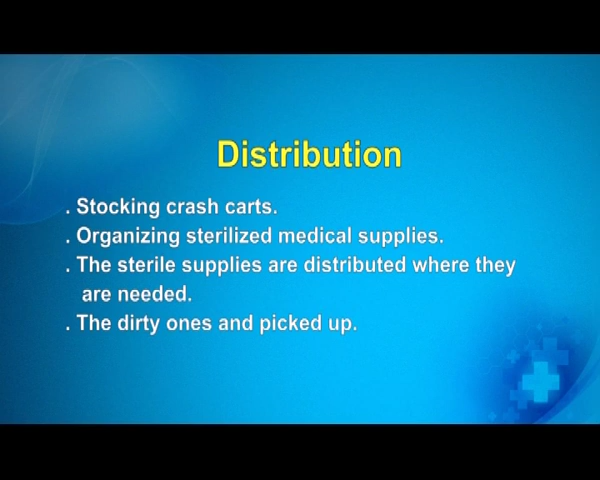 Distribution
. Stocking crash carts.
. Organizing sterilized medical supplies.
. The sterile supplies are distributed where they
are needed.
. The dirty ones and picked up.